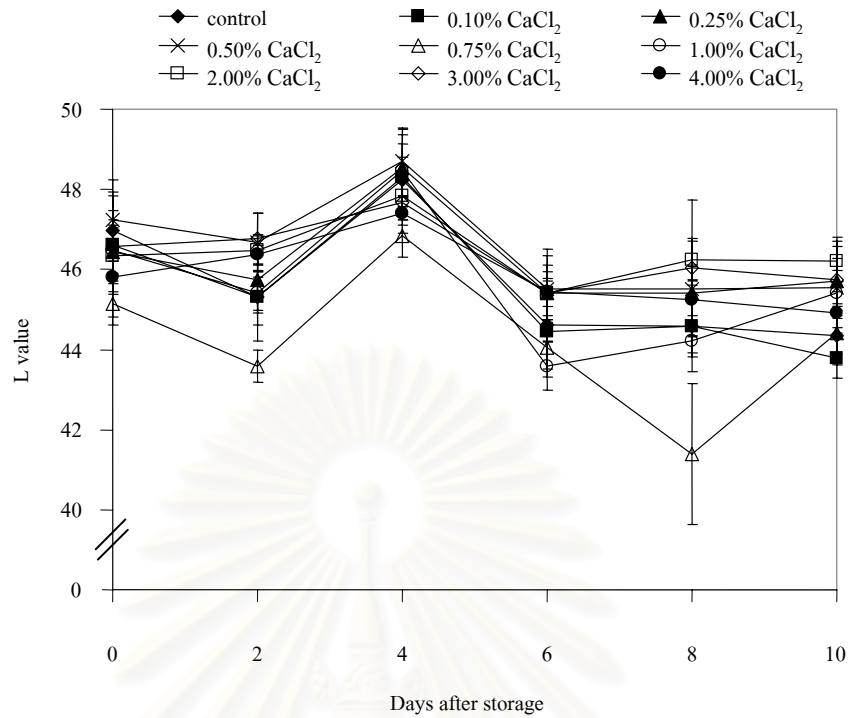 control 0.10% CaCl₂ 0.25% CaCl₂
0.50% CaCl₂ 0.75% CaCl₂ 1.00% CaCl₂
2.00% CaCl₂ 3.00% CaCl₂ 4.00% CaCl₂
50
48
46
44
42
40
0
L value
0 2 4 6 8 10
Days after storage